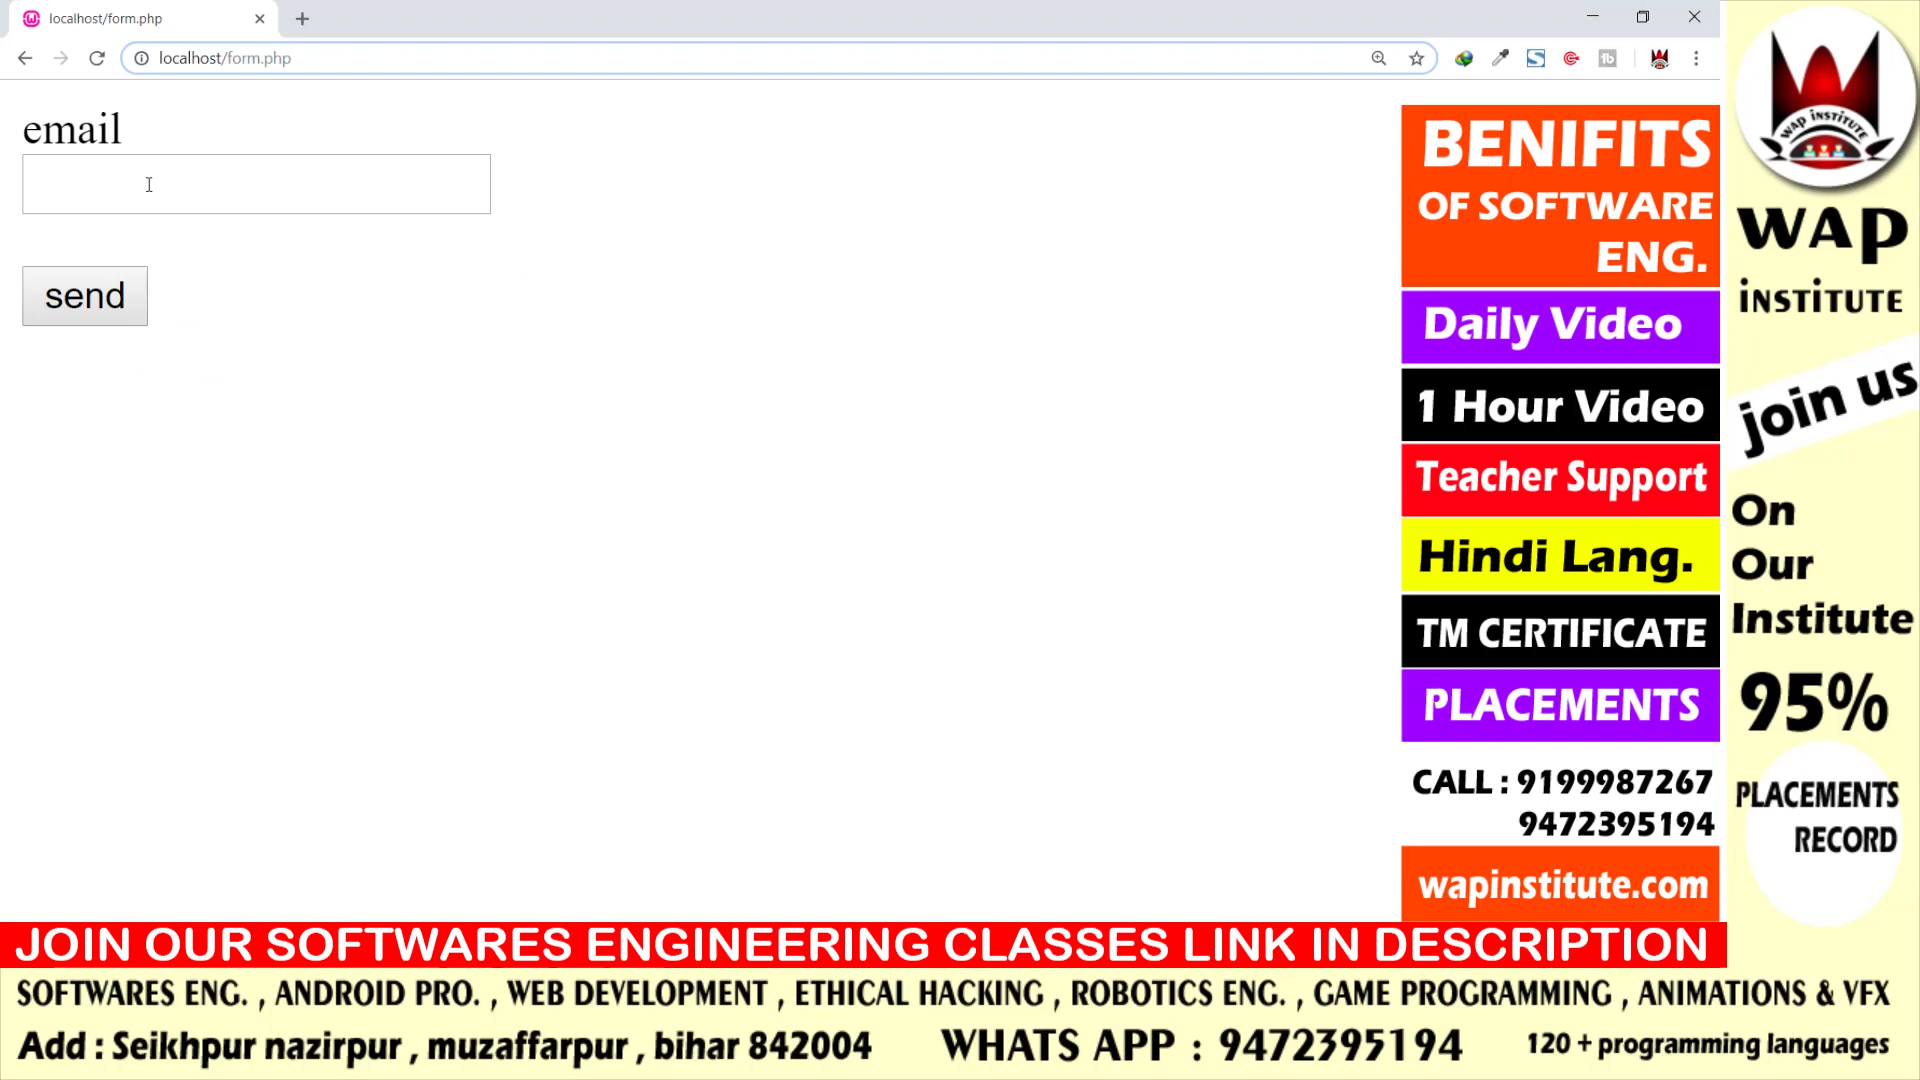 localhost/form.php
localhost/form.php
email
send
BENIFITS
OF SOFTWARE
ENG.
Daily Video
1 Hour Video
Teacher Support
Hindi Lang.
TM CERTIFICATE
PLACEMENTS
CALL : 9199987267
9472395194
wapinstitute.com
WAP INSTITUTE
WAP
INSTITUTE
join us
On
Our
Institute
95%
PLACEMENTS
RECORD
JOIN OUR SOFTWARES ENGINEERING CLASSES LINK IN DESCRIPTION
SOFTWARES ENG. , ANDROID PRO. , WEB DEVELOPMENT , ETHICAL HACKING , ROBOTICS ENG. , GAME PROGRAMMING , ANIMATIONS & VFX
Add : Seikhpur nazirpur , muzaffarpur , bihar 842004 WHATS APP : 9472395194 120 + programming languages